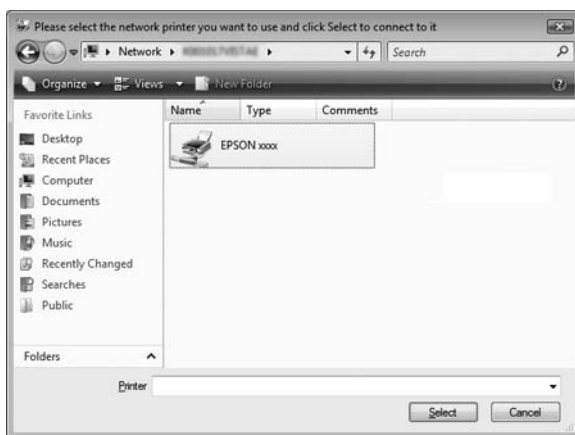 Please select the network printer you want to use and click Select to connect to it
Network
Search
Organize Views New Folder
Favorite Links
Name Type Comments
Desktop
EPSON xxxx
Recent Places
Computer
Documents
Pictures
Music
Recently Changed
Searches
Public
Folders
Printer
Select Cancel